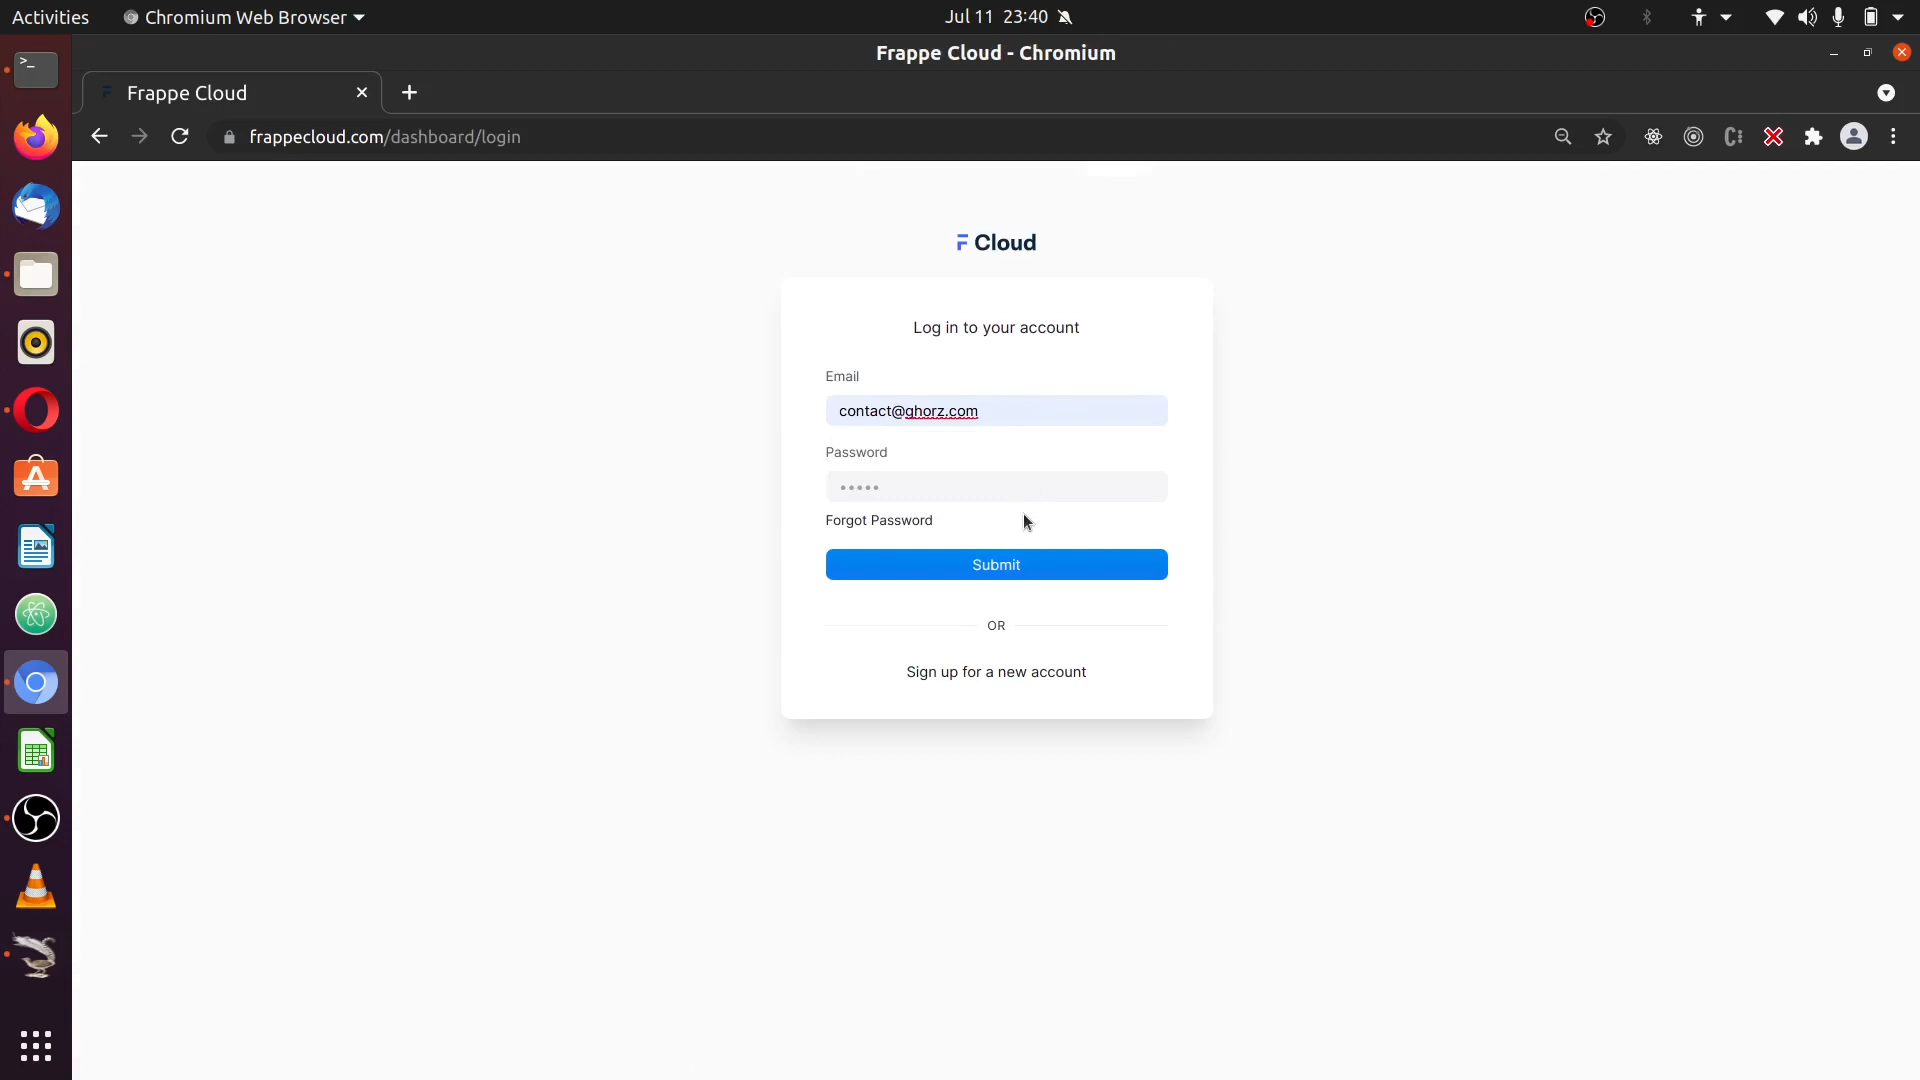 Activities
Chromium Web Browser
Jul 11 23:40
Frappe Cloud - Chromium
Frappe Cloud
frappecloud.com/dashboard/login
Cloud
Log in to your account
Email
contact@ghorz.com
Password
•••••
Forgot Password
Submit
OR
Sign up for a new account